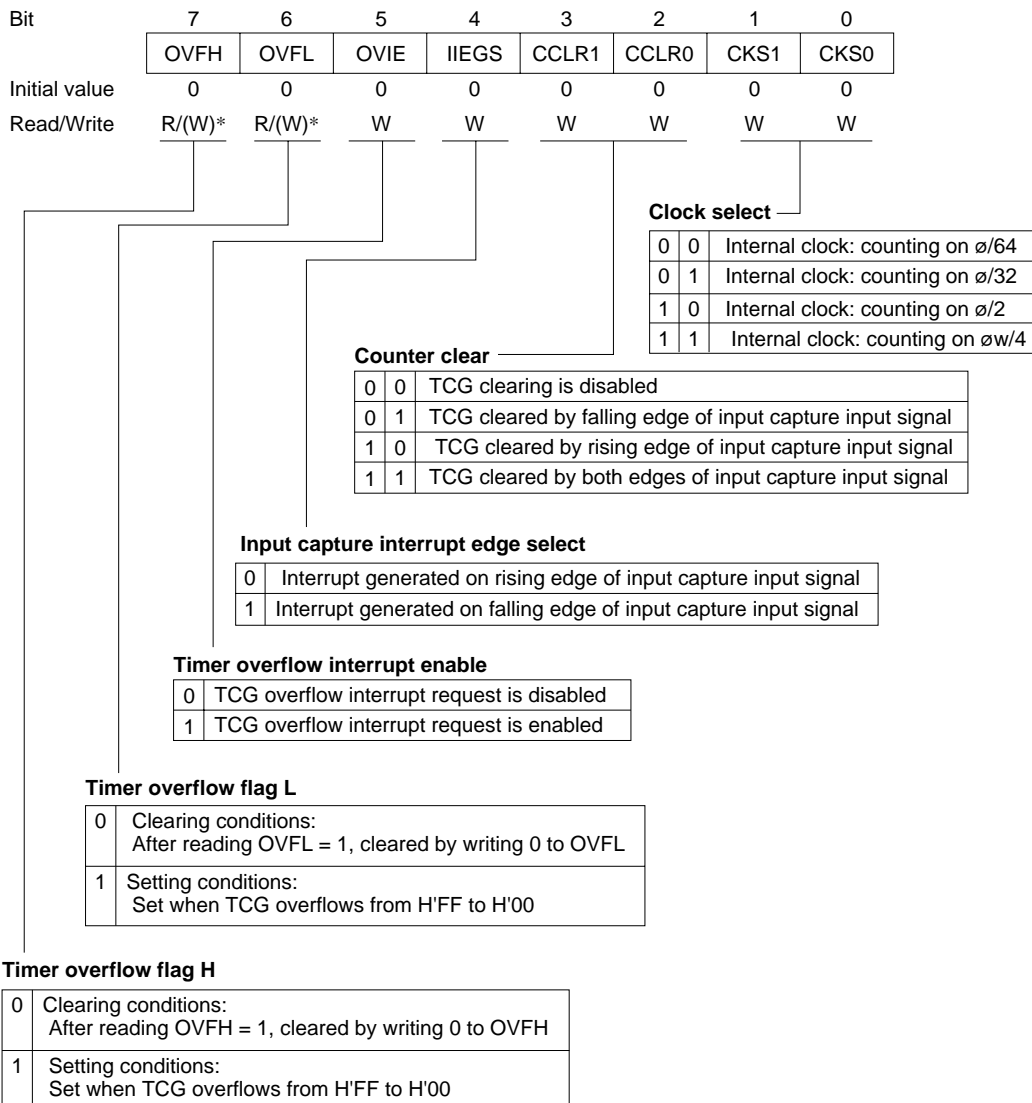 Bit 7 6 5 4 3 2 1 0
OVFH OVFL OVIE IIEGS CCLR1 CCLR0 CKS1 CKS0
Initial value 0 0 0 0 0 0 0 0
Read/Write R/(W)* R/(W)* W W W W W W
Clock select
0 0 Internal clock: counting on ø/64
0 1 Internal clock: counting on ø/32
1 0 Internal clock: counting on ø/2
1 1 Internal clock: counting on øw/4
Counter clear
0 0 TCG clearing is disabled
0 1 TCG cleared by falling edge of input capture input signal
1 0 TCG cleared by rising edge of input capture input signal
1 1 TCG cleared by both edges of input capture input signal
Input capture interrupt edge select
0 Interrupt generated on rising edge of input capture input signal
1 Interrupt generated on falling edge of input capture input signal
Timer overflow interrupt enable
0 TCG overflow interrupt request is disabled
1 TCG overflow interrupt request is enabled
Timer overflow flag L
0 Clearing conditions:
After reading OVFL = 1, cleared by writing 0 to OVFL
1 Setting conditions:
Set when TCG overflows from H'FF to H'00
Timer overflow flag H
0 Clearing conditions:
After reading OVFH = 1, cleared by writing 0 to OVFH
1 Setting conditions:
Set when TCG overflows from H'FF to H'00